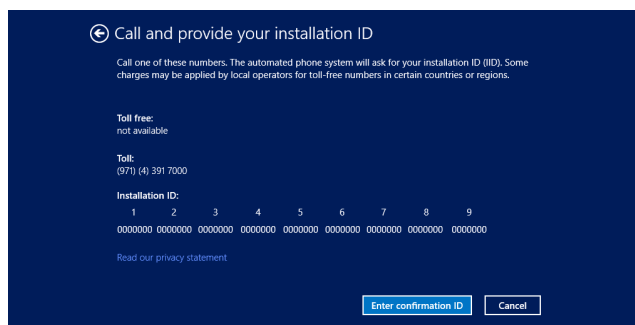 Call and provide your installation ID
Call one of these numbers. The automated phone system will ask for your installation ID (IID). Some
charges may be applied by local operators for toll-free numbers in certain countries or regions.
Toll free:
not available
Toll:
(971) (4) 391 7000
Installation ID:
1 2 3 4 5 6 7 8 9
0000000 0000000 0000000 0000000 0000000 0000000 0000000 0000000 0000000
Read our privacy statement
Enter confirmation ID Cancel